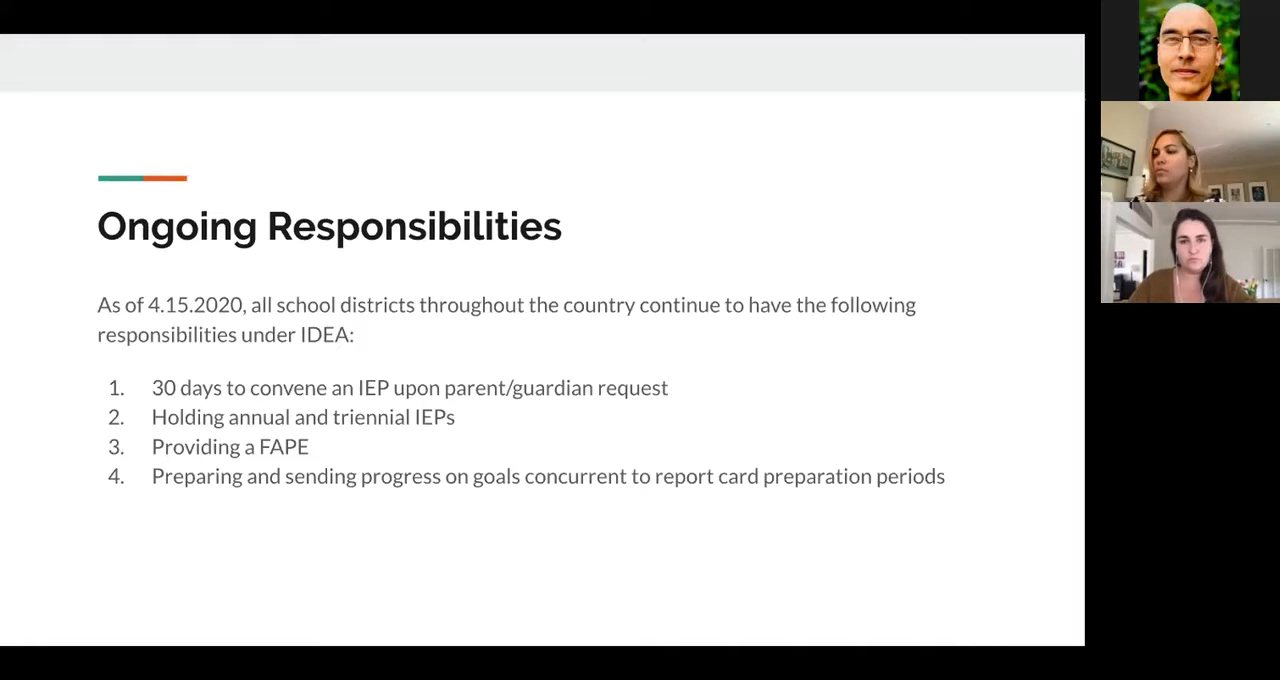 Ongoing Responsibilities
As of 4.15.2020, all school districts throughout the country continue to have the following
responsibilities under IDEA:
1. 30 days to convene an IEP upon parent/guardian request
2. Holding annual and triennial IEPs
3. Providing a FAPE
4. Preparing and sending progress on goals concurrent to report card preparation periods